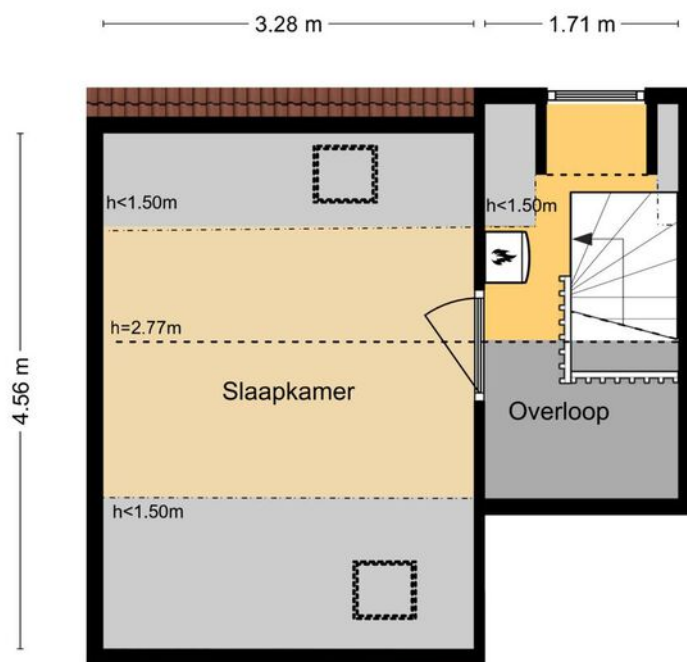 3.28 m
1.71 m
h<1.50m
h<1.50m
h=2.77m
4.56 m
Slaapkamer
Overloop
h<1.50m